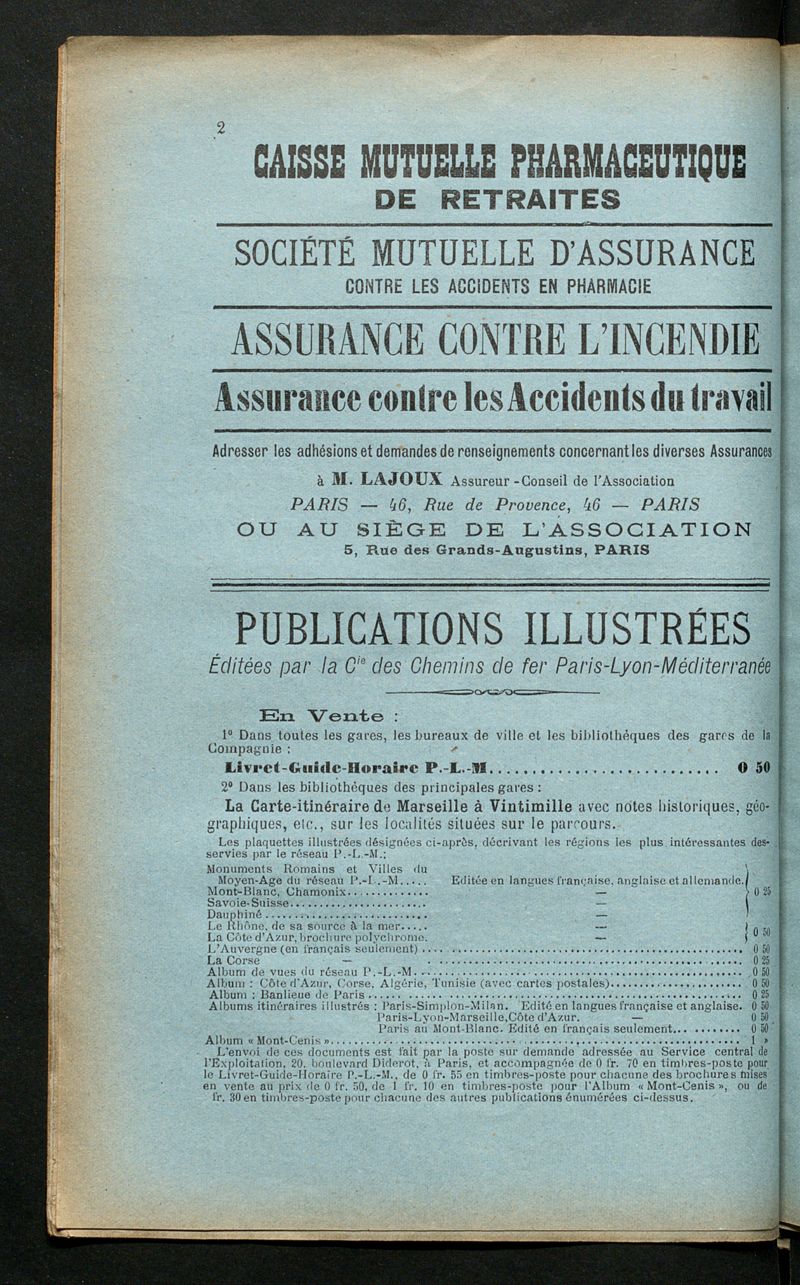 2
CAISSE MUTUELLE PHARMACEUTIQUE
DE RETRAITES
SOCIÉTÉ MUTUELLE D'ASSURANCE
CONTRE LES ACCIDENTS EN PHARMACIE
ASSURANCE CONTRE L'INCENDIE
Assurance contre les Accidents du travail
Adresser les adhésions et demandes de renseignements concernant les diverses Assurances
à M. LAJOUX Assureur-Conseil de l'Association
PARIS — 46, Rue de Provence, 46 — PARIS
OU AU SIÈGE DE L'ASSOCIATION
5, Rue des Grands-Augustins, PARIS
PUBLICATIONS ILLUSTRÉES
Éditées par la Cie des Chemins de fer Paris-Lyon-Méditerranée
En Vente :
1º Dans toutes les gares, les bureaux de ville et les bibliothèques des gares de la
Compagnie :
Livret-Guide-Horaire P.-L.-M. . . . . . . . . . . . . . . . . . . . . . 0 50
2º Dans les bibliothèques des principales gares :
La Carte-itinéraire de Marseille à Vintimille avec notes historiques, géo-
graphiques, etc., sur les localités situées sur le parcours.
Les plaquettes illustrées désignées ci-après, décrivant les régions les plus intéressantes des-
servies par le réseau P.-L.-M.:
Monuments Romains et Villes du
Moyen-Age du réseau P.-L.-M..... Editée en langues française, anglaise et allemande.
Mont-Blanc, Chamonix............. — 0 25
Savoie-Suisse..................... — 
Dauphiné......................... —
Le Rhône, de sa source à la mer..... —
La Côte d'Azur, brochure polychrome. — 0 50
L'Auvergne (en français seulement)............................ 0 50
La Corse — ............................ 0 25
Album de vues du réseau P.-L.-M............................ 0 50
Album : Côte d'Azur, Corse, Algérie, Tunisie (avec cartes postales)................ 0 50
Album : Banlieue de Paris............................ 0 25
Albums itinéraires illustrés : Paris-Simplon-Milan. Edité en langues française et anglaise. 0 50
Paris-Lyon-Marseille, Côte d'Azur. — 0 50
Paris au Mont-Blanc. Edité en français seulement............ 0 50
Album « Mont-Cenis »............................ 1 »
L'envoi de ces documents est fait par la poste sur demande adressée au Service central de
l'Exploitation, 20, boulevard Diderot, à Paris, et accompagnée de 0 fr. 70 en timbres-poste pour
le Livret-Guide-Horaire P.-L.-M., de 0 fr. 55 en timbres-poste pour chacune des brochures mises
en vente au prix de 0 fr. 50, de 1 fr. 10 en timbres-poste pour l'Album « Mont-Cenis », ou de
fr. 30 en timbres-poste pour chacune des autres publications énumérées ci-dessus.